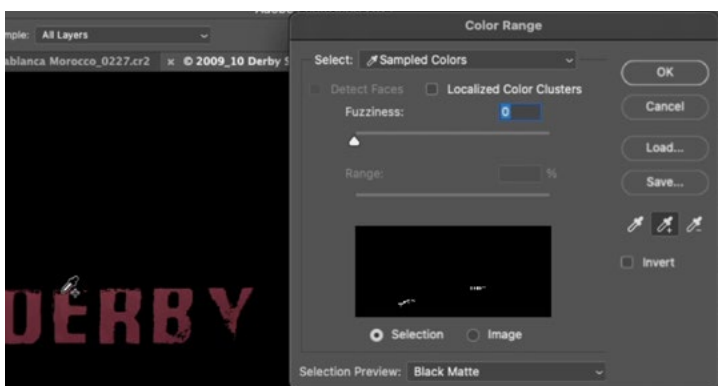 Color Range
mple: All Layers
ablanca Morocco_0227.cr2 × © 2009_10 Derby S
Select: Sampled Colors
Detect Faces Localized Color Clusters
Fuzziness: 0
Range: %
OK
Cancel
Load...
Save...
Invert
DERBY
Selection Image
Selection Preview: Black Matte